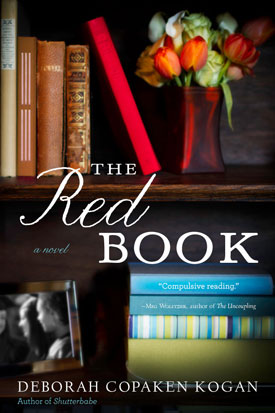 THE
Red
a novel
BOOK
"Compulsive reading."
—MEG WOLITZER, author of The Uncoupling
DEBORAH COPAKEN KOGAN
Author of Shutterbabe